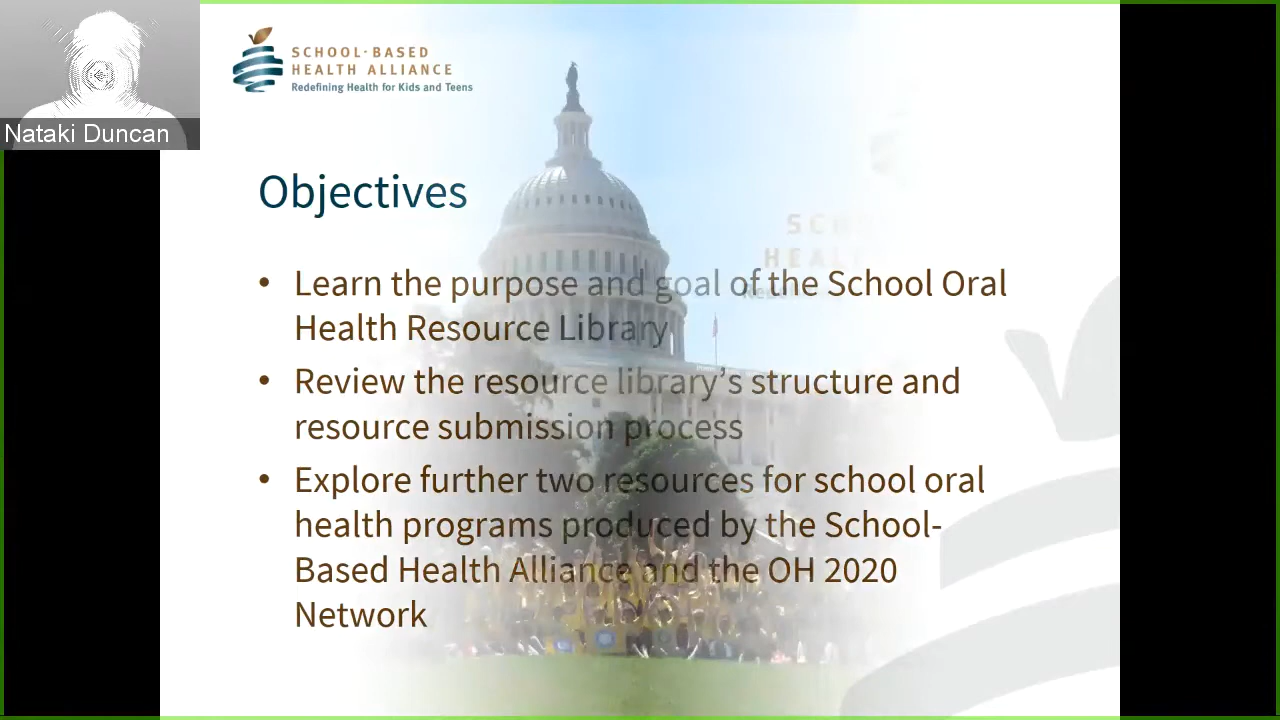 SCHOOL-BASED
HEALTH ALLIANCE
Redefining Health for Kids and Teens
Nataki Duncan
Objectives
• Learn the purpose and goal of the School Oral
Health Resource Library
• Review the resource library's structure and
resource submission process
• Explore further two resources for school oral
health programs produced by the School-
Based Health Alliance and the OH 2020
Network